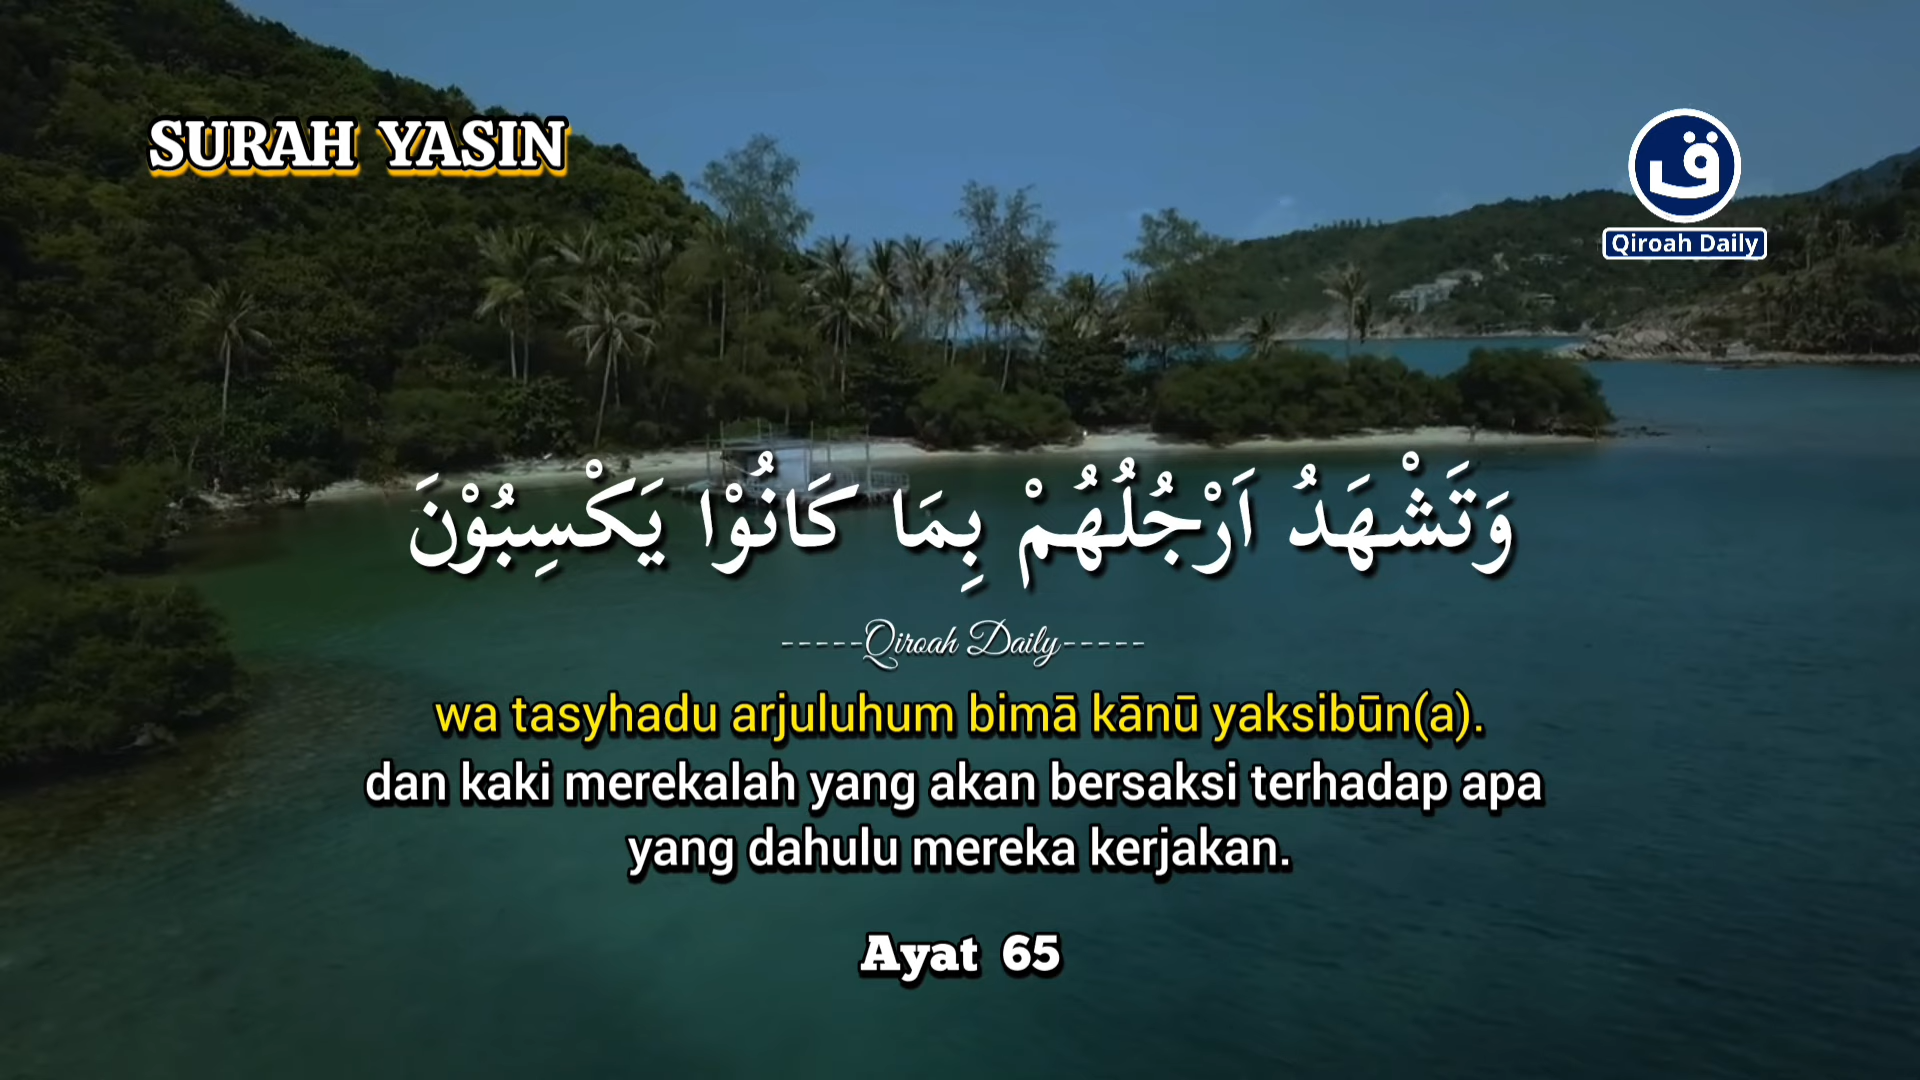 SURAH YASIN
ق
Qiroah Daily
وَتَشْهَدُ اَرْجُلُهُمْ بِمَا كَانُوْا يَكْسِبُوْنَ
-----Qiroah Daily-----
wa tasyhadu arjuluhum bimā kānū yaksibūn(a).
dan kaki merekalah yang akan bersaksi terhadap apa
yang dahulu mereka kerjakan.
Ayat 65